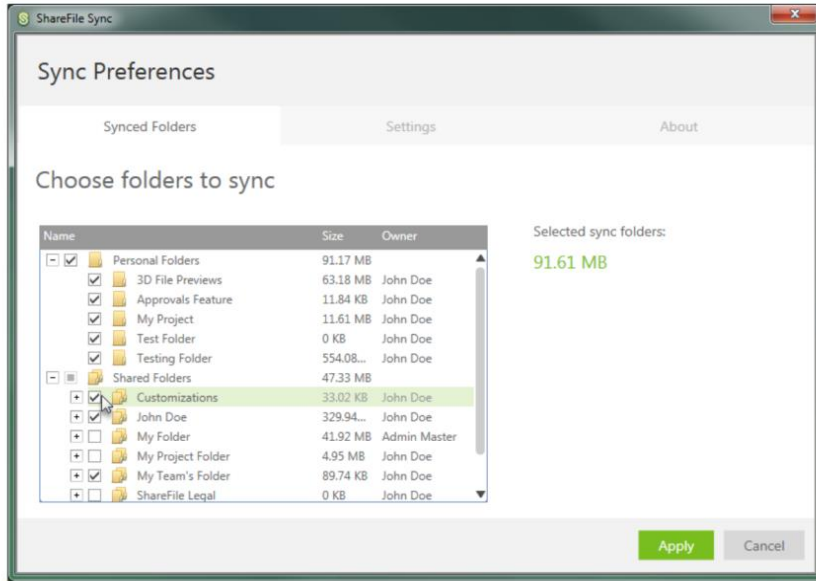 ShareFile Sync
Sync Preferences
Synced Folders Settings About
Choose folders to sync
Name Size Owner
Personal Folders 91.17 MB
3D File Previews 63.18 MB John Doe
Approvals Feature 11.84 KB John Doe
My Project 11.61 MB John Doe
Test Folder 0 KB John Doe
Testing Folder 554.08... John Doe
Shared Folders 47.33 MB
Customizations 33.02 KB John Doe
John Doe 329.94... John Doe
My Folder 41.92 MB Admin Master
My Project Folder 4.95 MB John Doe
My Team's Folder 89.74 KB John Doe
ShareFile Legal 0 KB John Doe
Selected sync folders:
91.61 MB
Apply Cancel